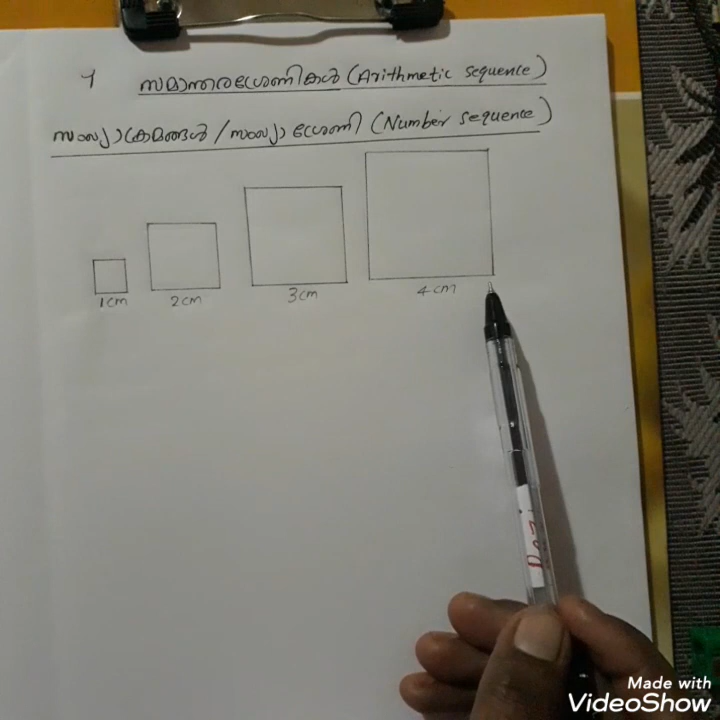 1 സമാന്തരശ്രേണികൾ (Arithmetic sequence)
സംഖ്യാക്രമങ്ങൾ / സംഖ്യാ ശ്രേണി (Number sequence)
1cm 2cm 3cm 4cm
Made with
VideoShow